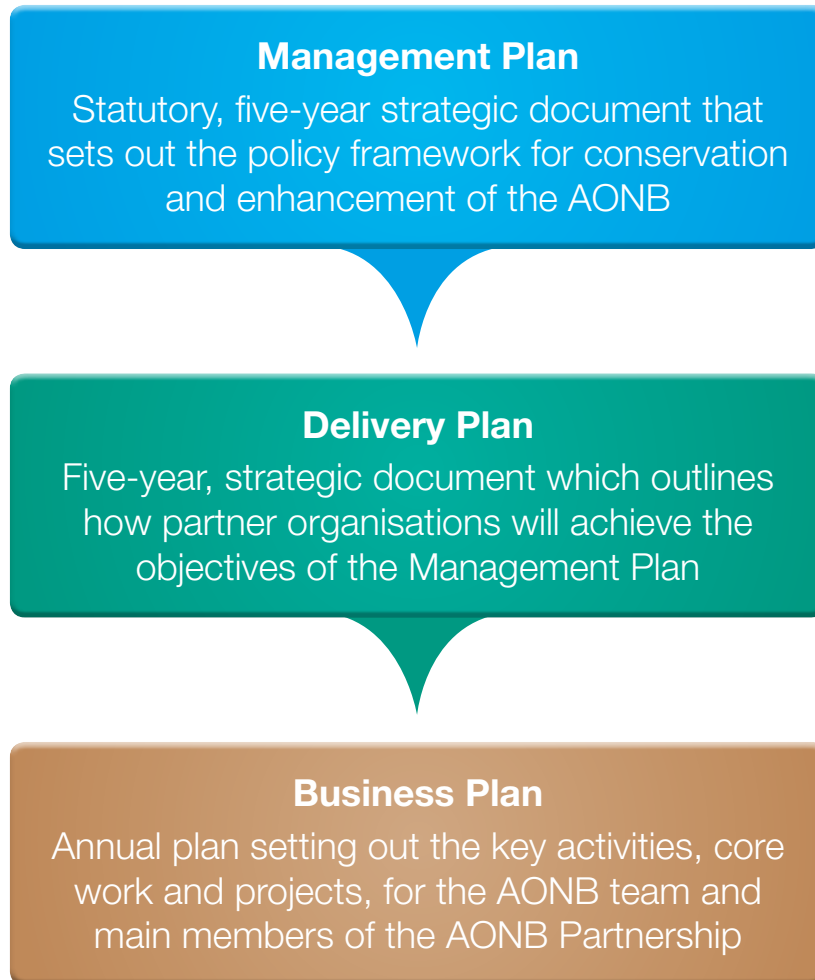 Management Plan
Statutory, five-year strategic document that
sets out the policy framework for conservation
and enhancement of the AONB
Delivery Plan
Five-year, strategic document which outlines
how partner organisations will achieve the
objectives of the Management Plan
Business Plan
Annual plan setting out the key activities, core
work and projects, for the AONB team and
main members of the AONB Partnership